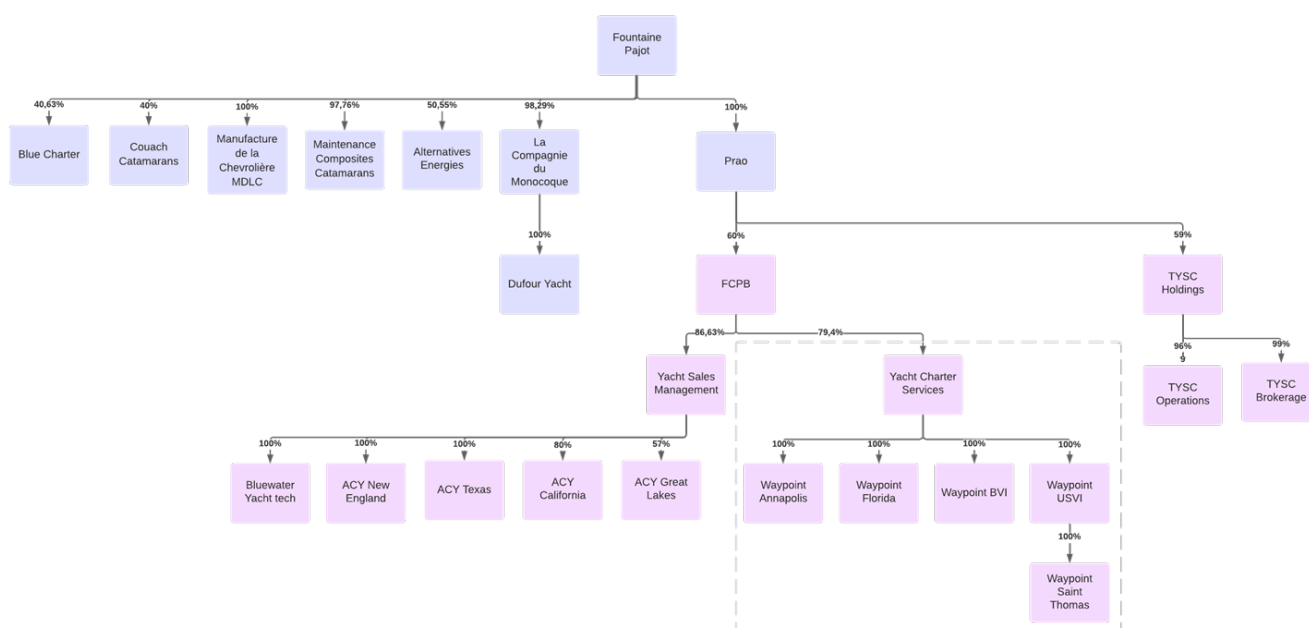 Fountaine
Pajot
40,63%
40%
100%
97,76%
50,55%
98,29%
100%
Blue Charter
Couach
Catamarans
Manufacture
de la
Chevrolière
MDLC
Maintenance
Composites
Catamarans
Alternatives
Energies
La
Compagnie
du
Monocoque
Prao
100%
60%
59%
Dufour Yacht
FCPB
TYSC
Holdings
86,63%
79,4%
96%
9
99%
Yacht Sales
Management
Yacht Charter
Services
TYSC
Operations
TYSC
Brokerage
100%
100%
100%
80%
57%
100%
100%
100%
100%
Bluewater
Yacht tech
ACY New
England
ACY Texas
ACY
California
ACY Great
Lakes
Waypoint
Annapolis
Waypoint
Florida
Waypoint BVI
Waypoint
USVI
100%
Waypoint
Saint
Thomas